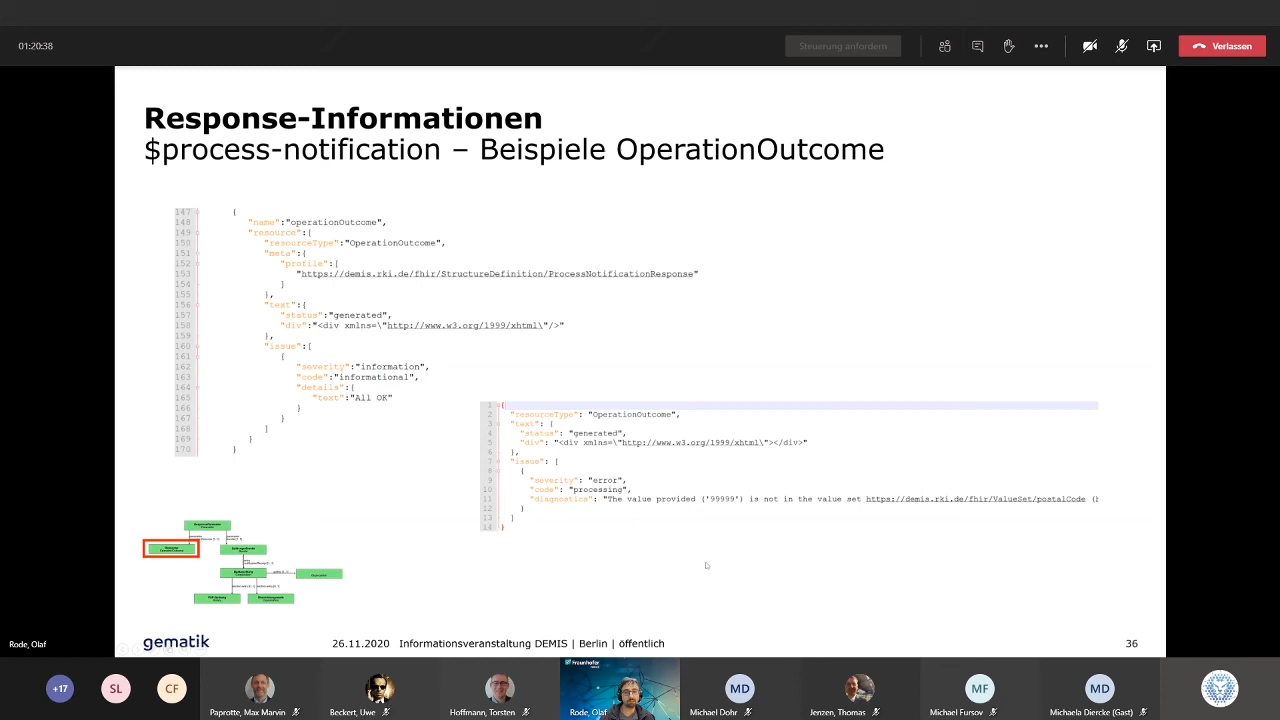 01:20:38
Steuerung anfordern
Verlassen
Response-Informationen
$process-notification – Beispiele OperationOutcome
147 {
148 "name":"operationOutcome",
149 "resource":{
150 "resourceType":"OperationOutcome",
151 "meta":{
152 "profile":[
153 "https://demis.rki.de/fhir/StructureDefinition/ProcessNotificationResponse"
154 ]
155 },
156 "text":{
157 "status":"generated",
158 "div":"<div xmlns=\"http://www.w3.org/1999/xhtml\"/>"
159 },
160 "issue":[
161 {
162 "severity":"information",
163 "code":"informational",
164 "details":{
165 "text":"All OK"
166 }
167 }
168 ]
169 }
170 }
1 {
2 "resourceType": "OperationOutcome",
3 "text": {
4 "status": "generated",
5 "div": "<div xmlns=\"http://www.w3.org/1999/xhtml\"></div>"
6 },
7 "issue": [
8 {
9 "severity": "error",
10 "code": "processing",
11 "diagnostics": "The value provided ('99999') is not in the value set https://demis.rki.de/fhir/ValueSet/postalCode (
12 }
13 ]
14 }
Rode, Olaf
gematik
26.11.2020 Informationsveranstaltung DEMIS | Berlin | öffentlich
36
Fraunhofer
+17
SL
CF
MD
MF
MD
Paprotte, Max Marvin
Beckert, Uwe
Hoffmann, Torsten
Rode, Olaf
Michael Dohr
Jenzen, Thomas
Michael Fursov
Michaela Diercke (Gast)